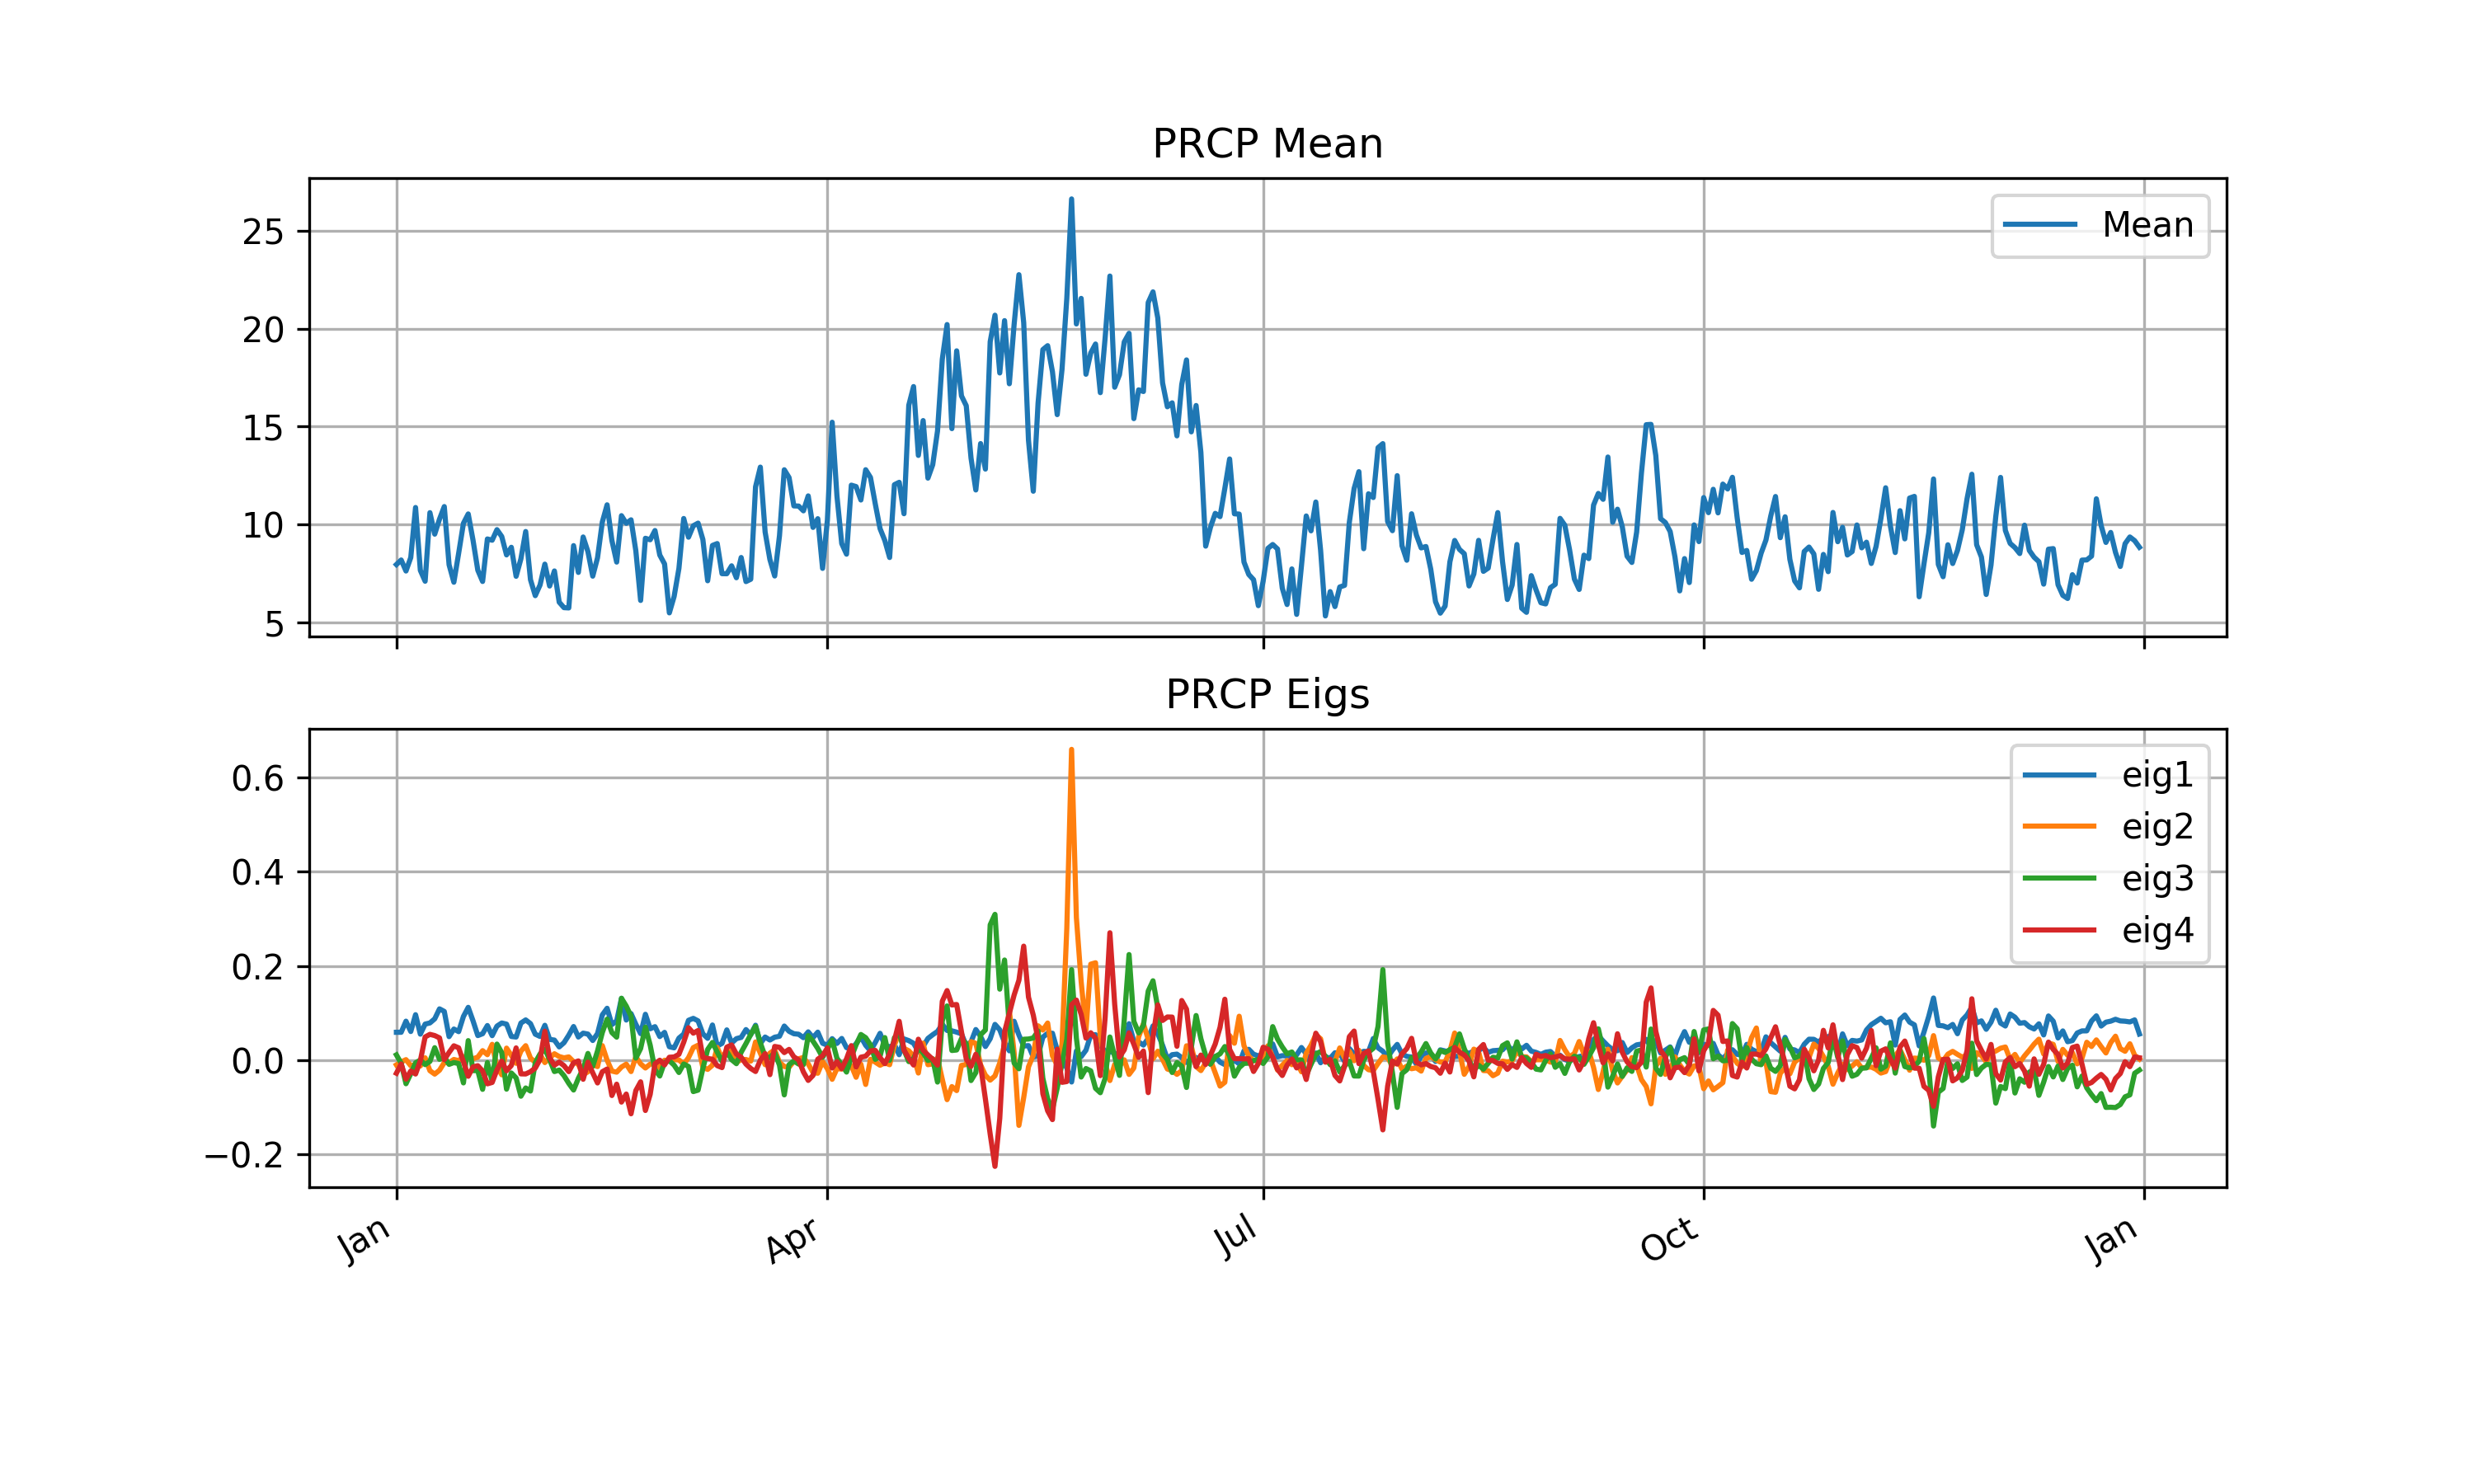 PRCP Mean
25
20
15
10
5
Mean
PRCP Eigs
0.6
0.4
0.2
0.0
−0.2
eig1
eig2
eig3
eig4
Jan Apr Jul Oct Jan